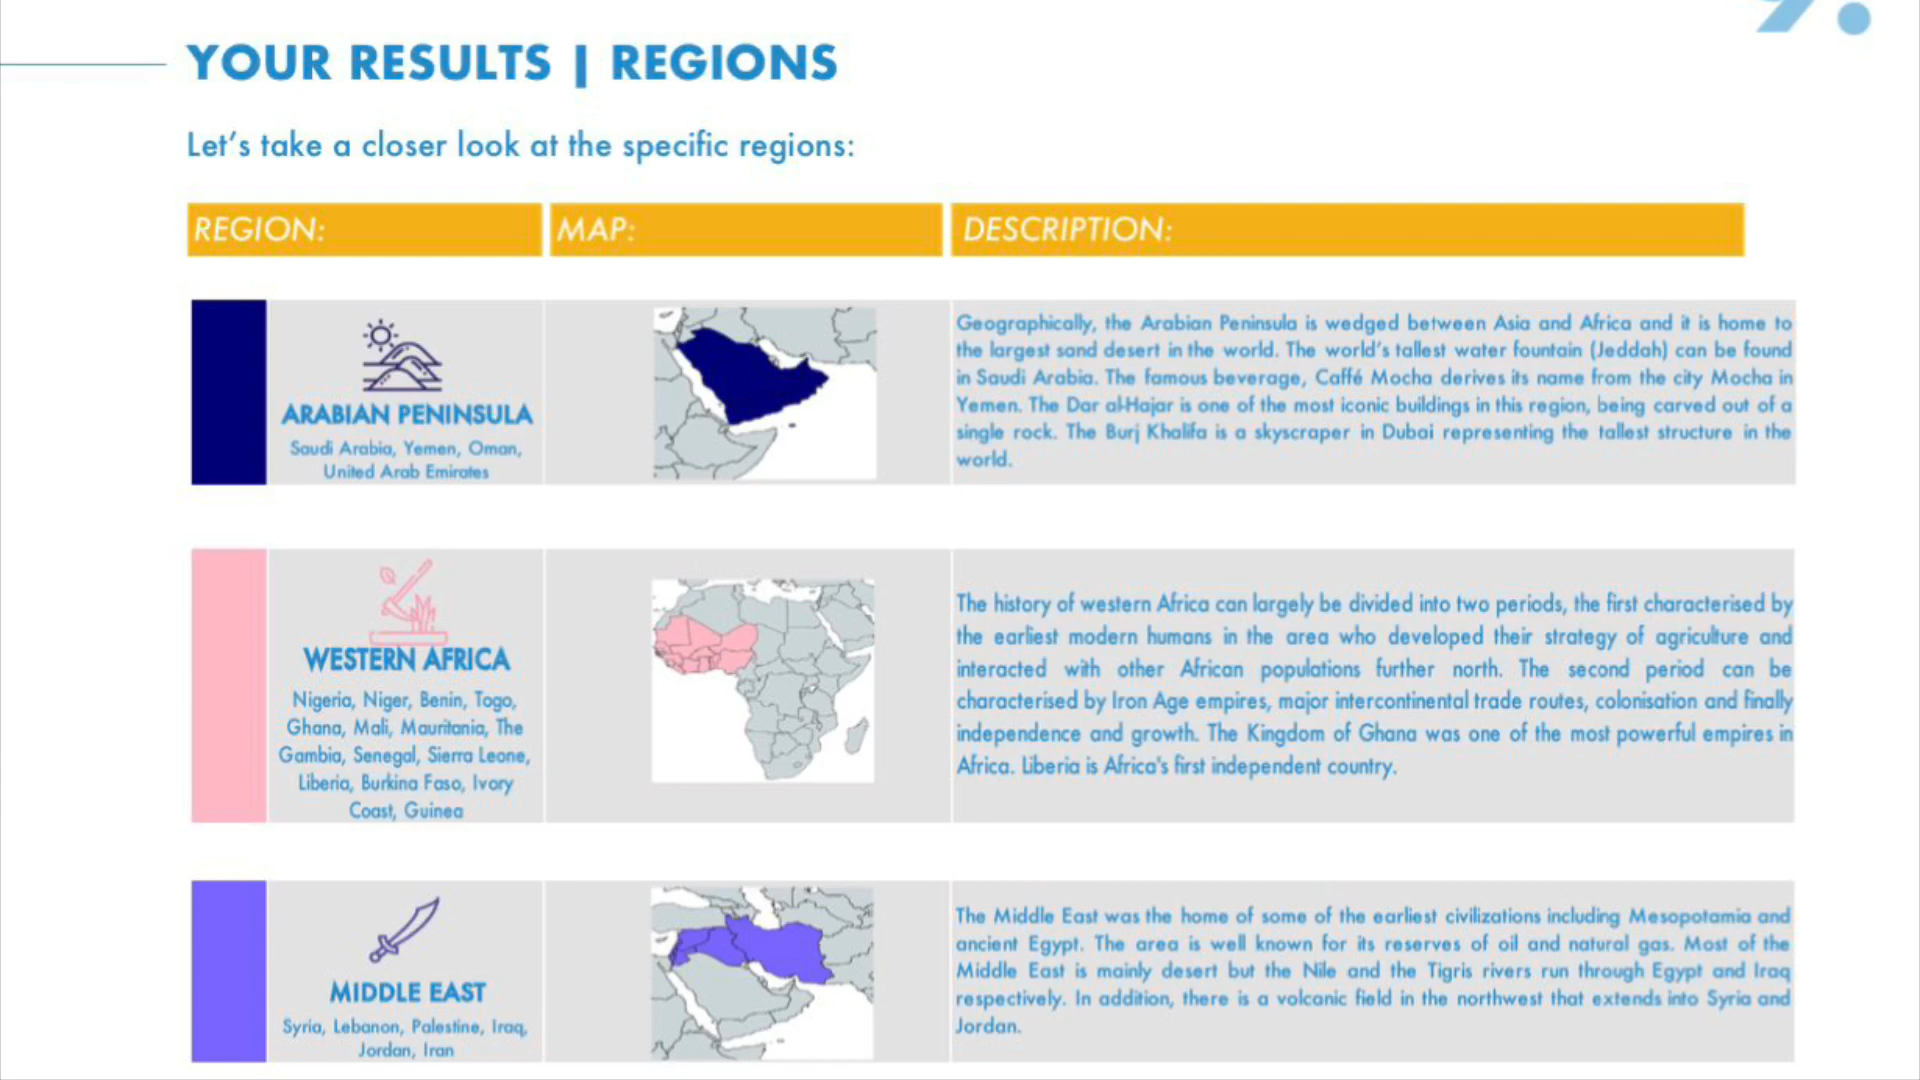 9.
YOUR RESULTS | REGIONS
Let's take a closer look at the specific regions:
REGION:
MAP:
DESCRIPTION:
ARABIAN PENINSULA
Saudi Arabia, Yemen, Oman,
United Arab Emirates
Geographically, the Arabian Peninsula is wedged between Asia and Africa and it is home to
the largest sand desert in the world. The world's tallest water fountain (Jeddah) can be found
in Saudi Arabia. The famous beverage, Caffé Mocha derives its name from the city Mocha in
Yemen. The Dar al-Hajar is one of the most iconic buildings in this region, being carved out of a
single rock. The Burj Khalifa is a skyscraper in Dubai representing the tallest structure in the
world.
WESTERN AFRICA
Nigeria, Niger, Benin, Togo,
Ghana, Mali, Mauritania, The
Gambia, Senegal, Sierra Leone,
Liberia, Burkina Faso, Ivory
Coast, Guinea
The history of western Africa can largely be divided into two periods, the first characterised by
the earliest modern humans in the area who developed their strategy of agriculture and
interacted with other African populations further north. The second period can be
characterised by Iron Age empires, major intercontinental trade routes, colonisation and finally
independence and growth. The Kingdom of Ghana was one of the most powerful empires in
Africa. Liberia is Africa's first independent country.
MIDDLE EAST
Syria, Lebanon, Palestine, Iraq,
Jordan, Iran
The Middle East was the home of some of the earliest civilizations including Mesopotamia and
ancient Egypt. The area is well known for its reserves of oil and natural gas. Most of the
Middle East is mainly desert but the Nile and the Tigris rivers run through Egypt and Iraq
respectively. In addition, there is a volcanic field in the northwest that extends into Syria and
Jordan.